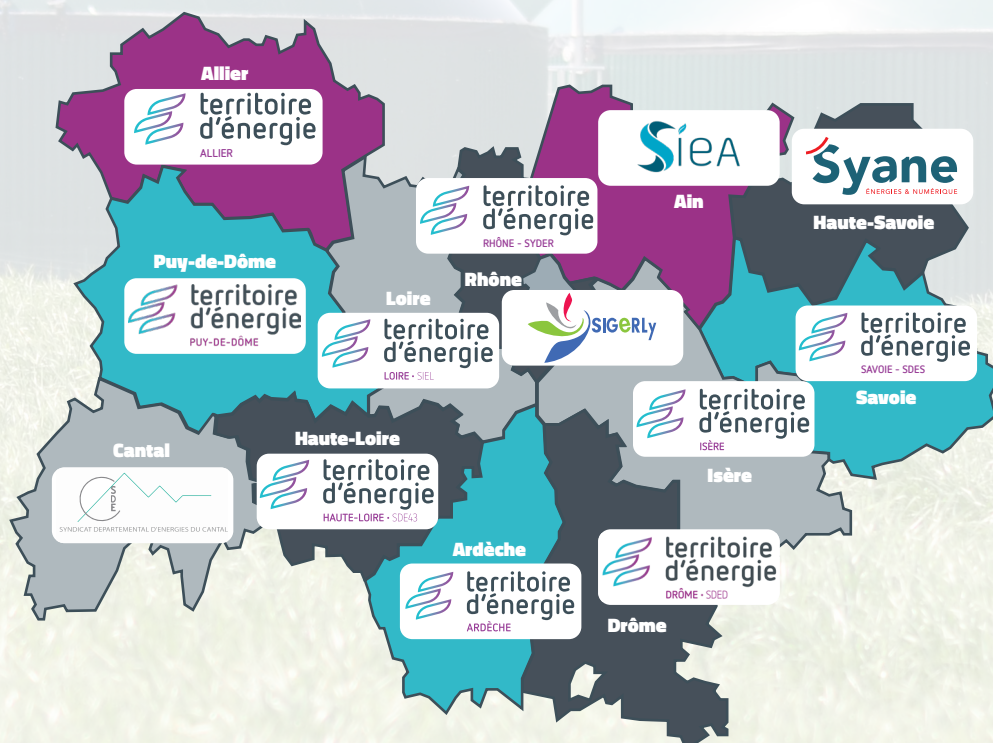 Allier
territoire
d'énergie
ALLIER
SieA
Ain
Syane
ÉNERGIES & NUMÉRIQUE
Haute-Savoie
territoire
d'énergie
RHÔNE - SYDER
Rhône
Puy-de-Dôme
territoire
d'énergie
PUY-DE-DÔME
Loire
territoire
d'énergie
LOIRE • SIEL
SIGERLy
territoire
d'énergie
SAVOIE - SDES
Savoie
territoire
d'énergie
ISÈRE
Isère
Cantal
SDE
SYNDICAT DEPARTEMENTAL D'ENERGIES DU CANTAL
Haute-Loire
territoire
d'énergie
HAUTE-LOIRE • SDE43
Ardèche
territoire
d'énergie
ARDÈCHE
territoire
d'énergie
DRÔME • SDED
Drôme